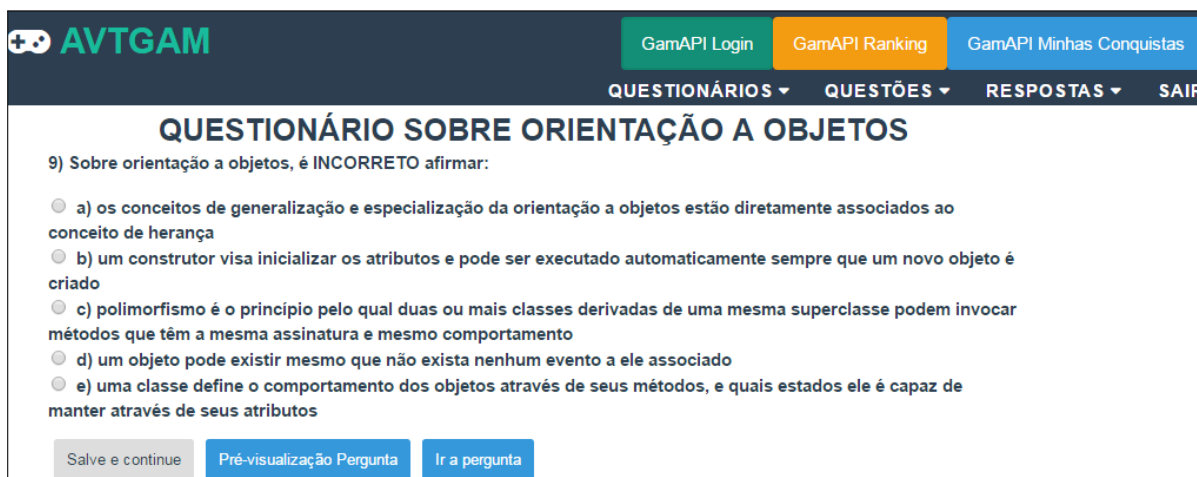 AVTGAM
GamAPI Login GamAPI Ranking GamAPI Minhas Conquistas
QUESTIONÁRIOS QUESTÕES RESPOSTAS SAIR
QUESTIONÁRIO SOBRE ORIENTAÇÃO A OBJETOS
9) Sobre orientação a objetos, é INCORRETO afirmar:
a) os conceitos de generalização e especialização da orientação a objetos estão diretamente associados ao
conceito de herança
b) um construtor visa inicializar os atributos e pode ser executado automaticamente sempre que um novo objeto é
criado
c) polimorfismo é o princípio pelo qual duas ou mais classes derivadas de uma mesma superclasse podem invocar
métodos que têm a mesma assinatura e mesmo comportamento
d) um objeto pode existir mesmo que não exista nenhum evento a ele associado
e) uma classe define o comportamento dos objetos através de seus métodos, e quais estados ele é capaz de
manter através de seus atributos
Salve e continue Pré-visualização Pergunta Ir a pergunta